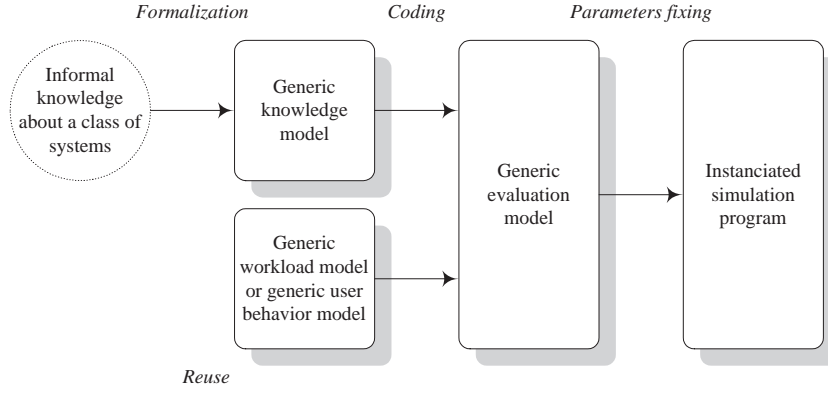 Formalization
Coding
Parameters fixing
Informal
knowledge
about a class of
systems
Generic
knowledge
model
Generic
workload model
or generic user
behavior model
Generic
evaluation
model
Instanciated
simulation
program
Reuse